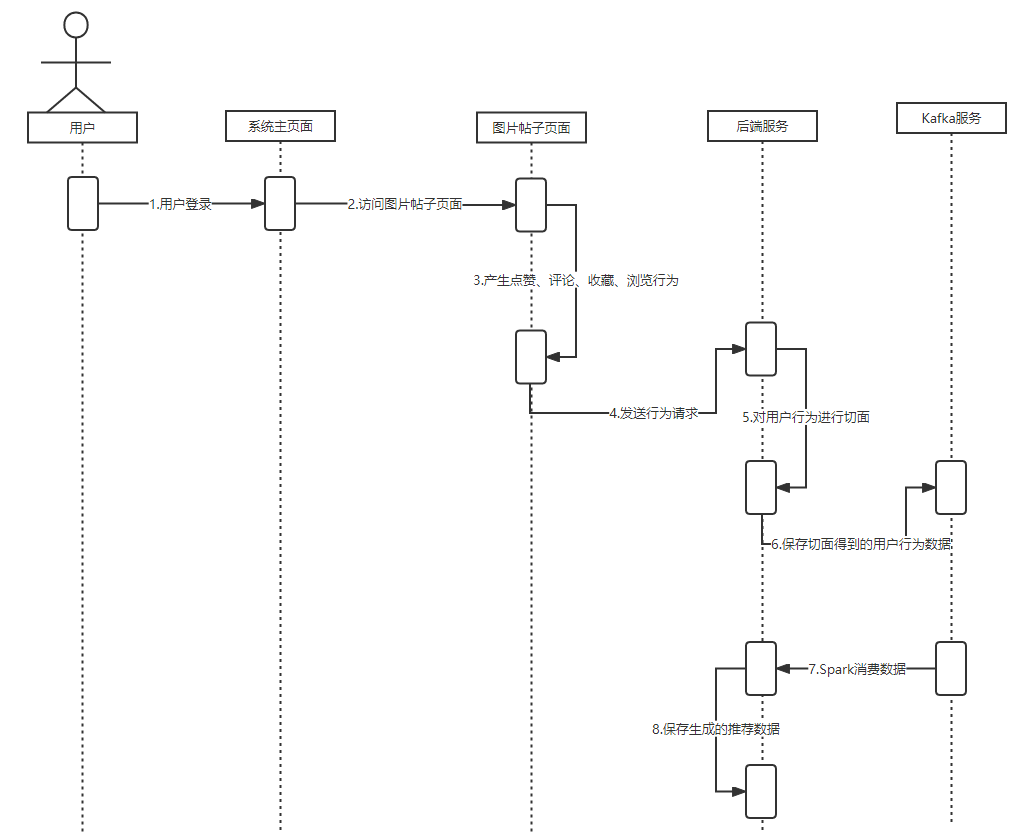 用户
系统主页面
图片帖子页面
后端服务
Kafka服务
1.用户登录
2.访问图片帖子页面
3.产生点赞、评论、收藏、浏览行为
4.发送行为请求
5.对用户行为进行切面
6.保存切面得到的用户行为数据
7.Spark消费数据
8.保存生成的推荐数据